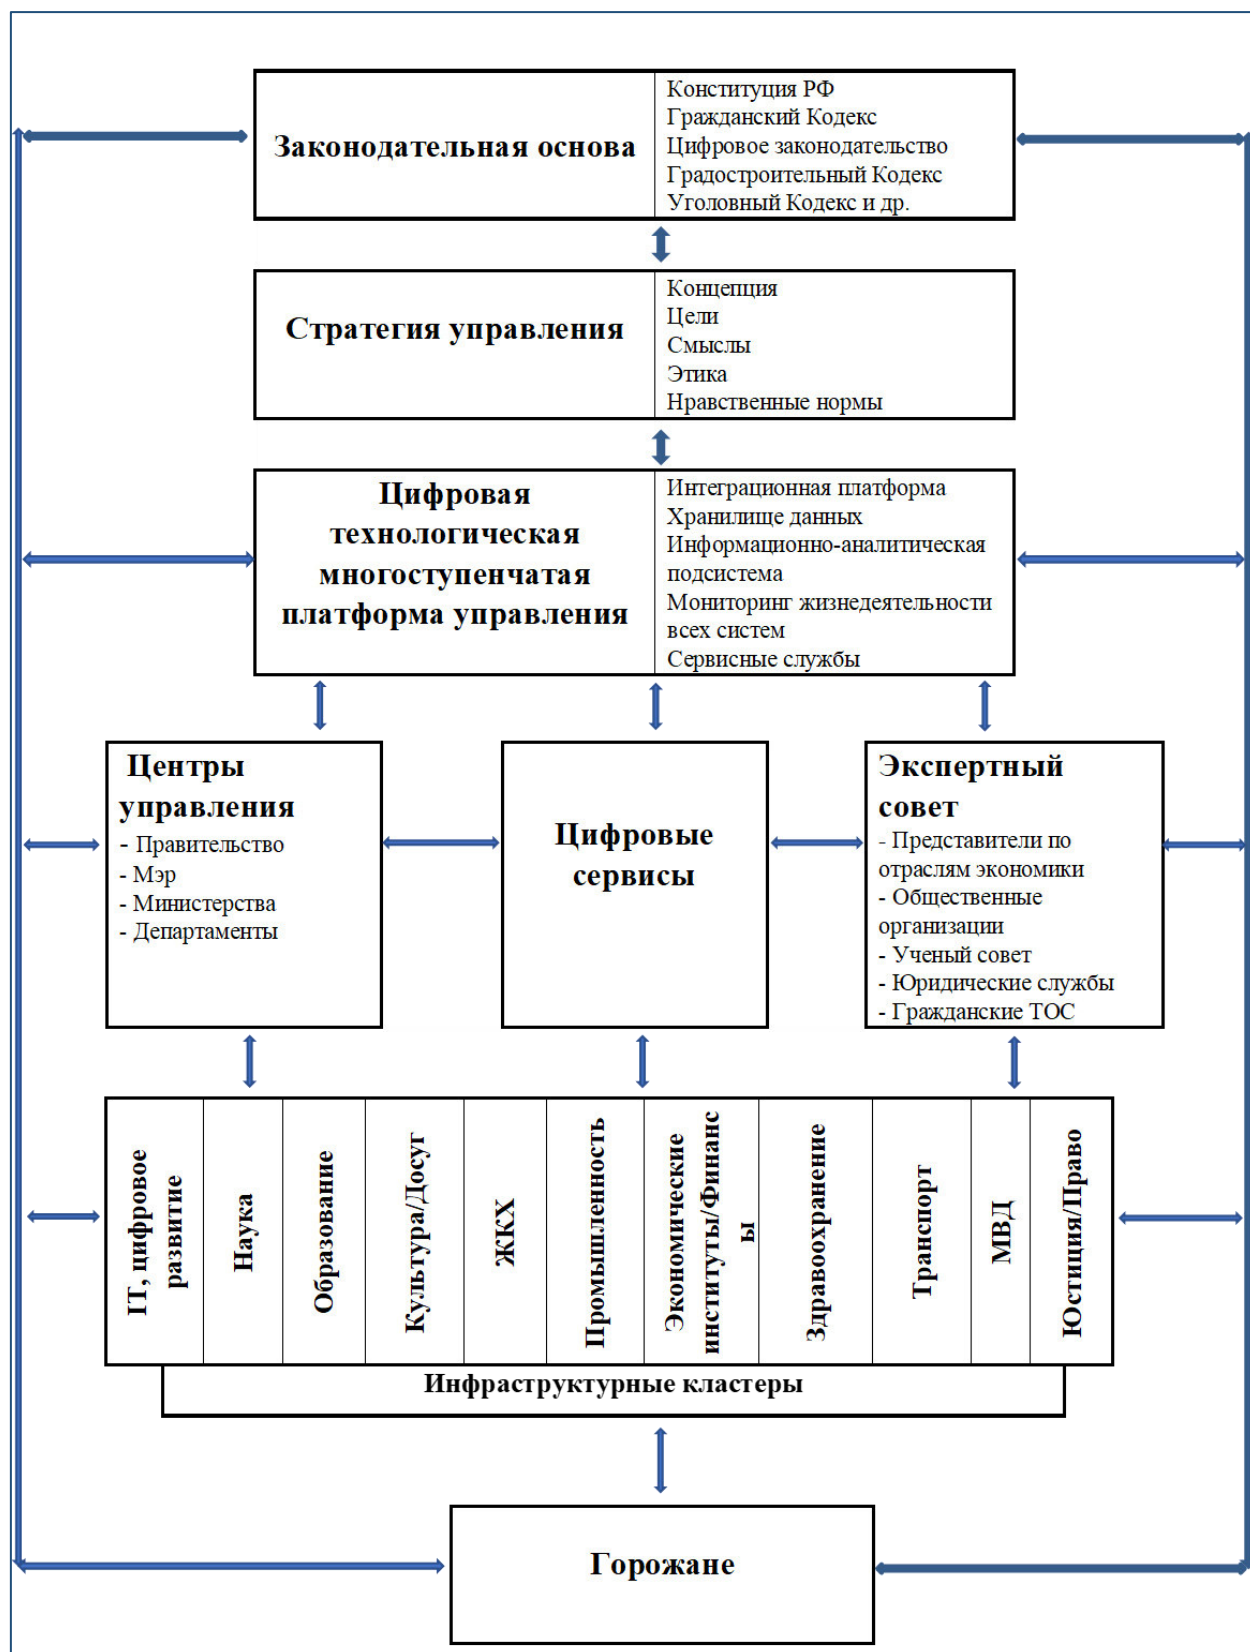 Законодательная основа
Конституция РФ
Гражданский Кодекс
Цифровое законодательство
Градостроительный Кодекс
Уголовный Кодекс и др.
Стратегия управления
Концепция
Цели
Смыслы
Этика
Нравственные нормы
Цифровая
технологическая
многоступенчатая
платформа управления
Интеграционная платформа
Хранилище данных
Информационно-аналитическая
подсистема
Мониторинг жизнедеятельности
всех систем
Сервисные службы
Центры
управления
- Правительство
- Мэр
- Министерства
- Департаменты
Цифровые
сервисы
Экспертный
совет
- Представители по
отраслям экономики
- Общественные
организации
- Ученый совет
- Юридические службы
- Гражданские ТОС
IT, цифровое
развитие
Наука
Образование
Культура/Досуг
ЖКХ
Промышленность
Экономические
институты/Финанс
ы
Здравоохранение
Транспорт
МВД
Юстиция/Право
Инфраструктурные кластеры
Горожане